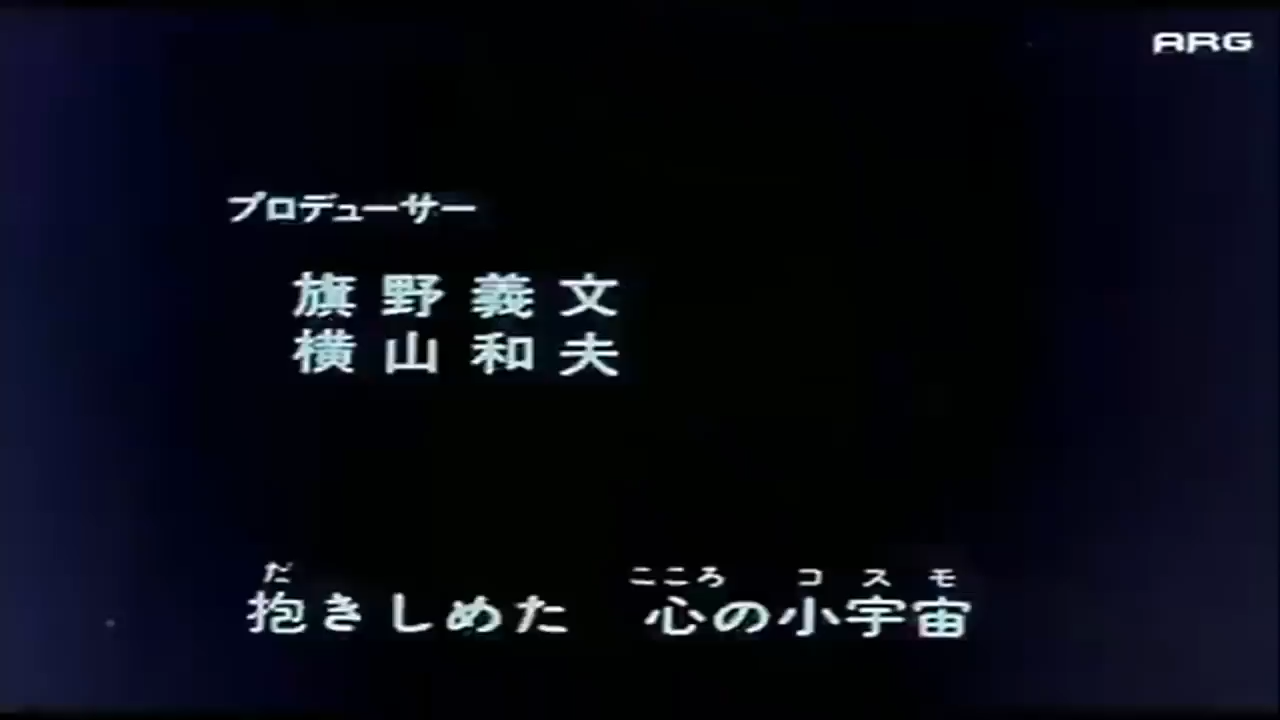 ARG
プロデューサー
旗野義文
横山和夫
だ こころ コスモ
抱きしめた 心の小宇宙